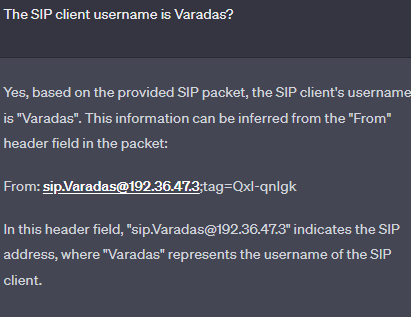 The SIP client username is Varadas?
Yes, based on the provided SIP packet, the SIP client's username
is "Varadas". This information can be inferred from the "From"
header field in the packet:
From: sip.Varadas@192.36.47.3;tag=QxI-qnIgk
In this header field, "sip.Varadas@192.36.47.3" indicates the SIP
address, where "Varadas" represents the username of the SIP
client.